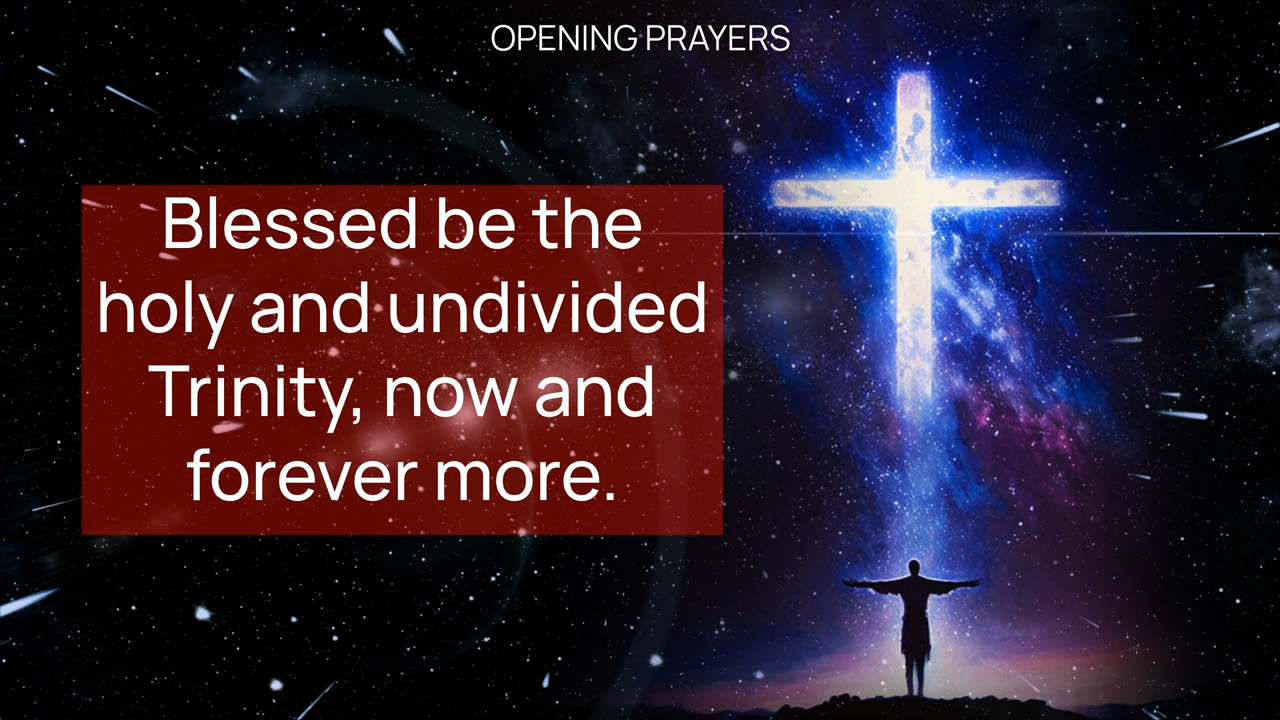 OPENING PRAYERS
Blessed be the
holy and undivided
Trinity, now and
forever more.